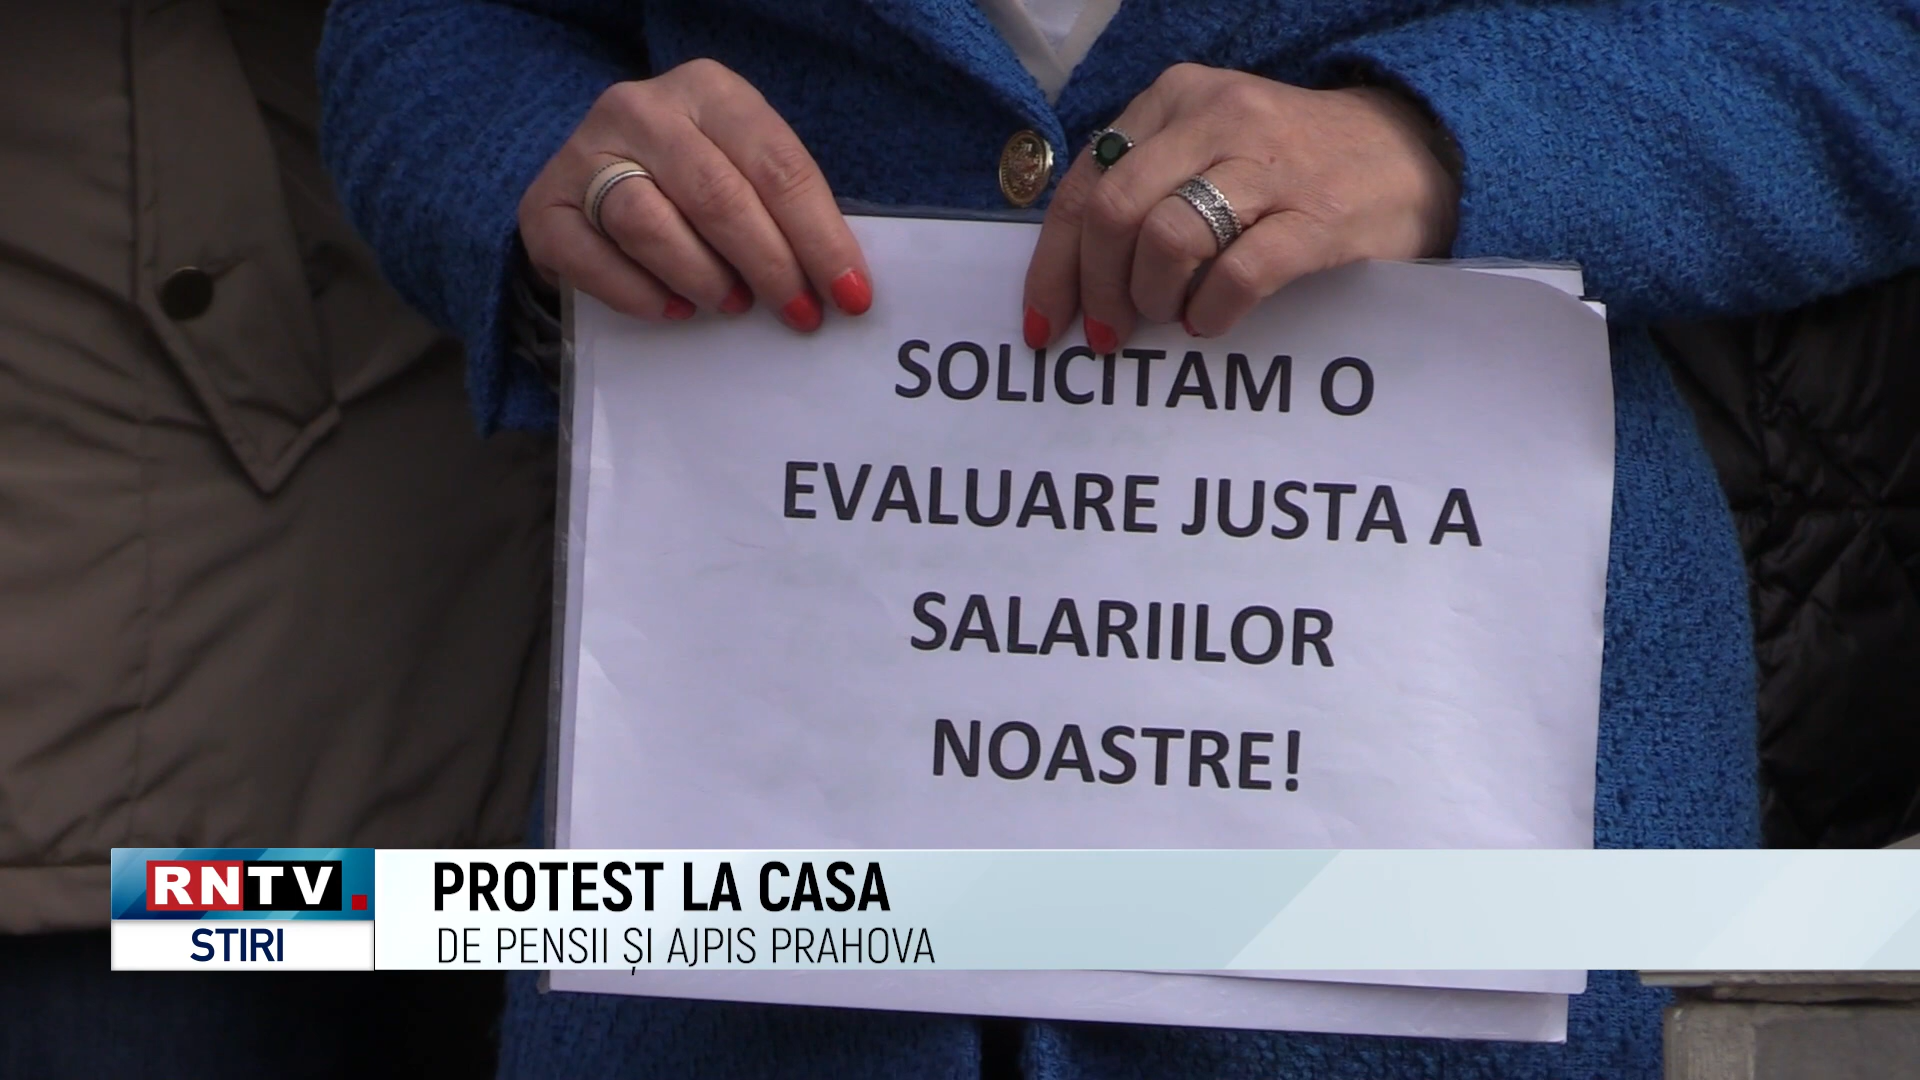 SOLICITAM O
EVALUARE JUSTA A
SALARIILOR
NOASTRE!
RNTV.
STIRI
PROTEST LA CASA
DE PENSII ȘI AJPIS PRAHOVA